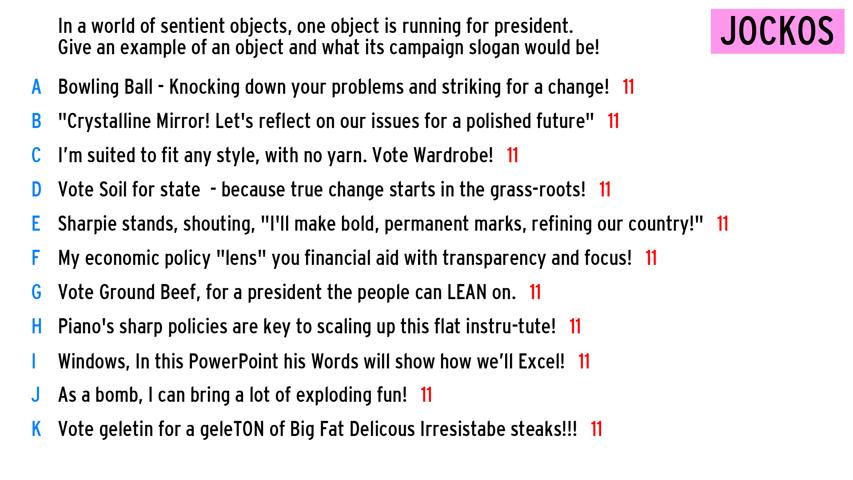 In a world of sentient objects, one object is running for president.
Give an example of an object and what its campaign slogan would be!
JOCKOS
A Bowling Ball - Knocking down your problems and striking for a change! 11
B "Crystalline Mirror! Let's reflect on our issues for a polished future" 11
C I’m suited to fit any style, with no yarn. Vote Wardrobe! 11
D Vote Soil for state - because true change starts in the grass-roots! 11
E Sharpie stands, shouting, "I'll make bold, permanent marks, refining our country!" 11
F My economic policy "lens" you financial aid with transparency and focus! 11
G Vote Ground Beef, for a president the people can LEAN on. 11
H Piano's sharp policies are key to scaling up this flat instru-tute! 11
I Windows, In this PowerPoint his Words will show how we’ll Excel! 11
J As a bomb, I can bring a lot of exploding fun! 11
K Vote geletin for a geleTON of Big Fat Delicous Irresistabe steaks!!! 11